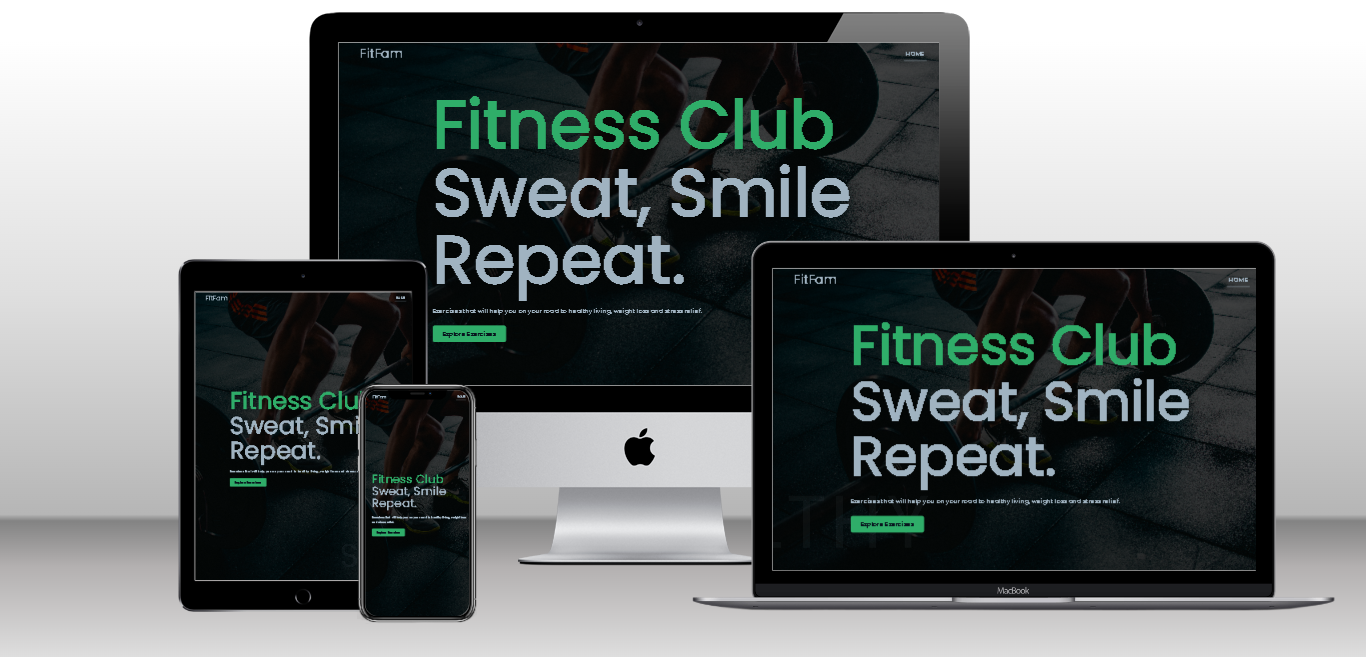 FitFam
HOME
Fitness Club
Sweat, Smile
Repeat.
Exercises that will help you on your road to healthy living, weight loss and stress relief.
Explore Exercises
FitFam
HOME
Fitness Club
Sweat, Smile
Repeat.
Exercises that will help you on your road to healthy living, weight loss and stress relief.
Explore Exercises
MacBook
FitFam
Fitness Clu
Sweat, Smi
Repeat.
Explore Exercises
FitFam
Fitness Club
Sweat, Smile
Repeat.
Explore Exercises